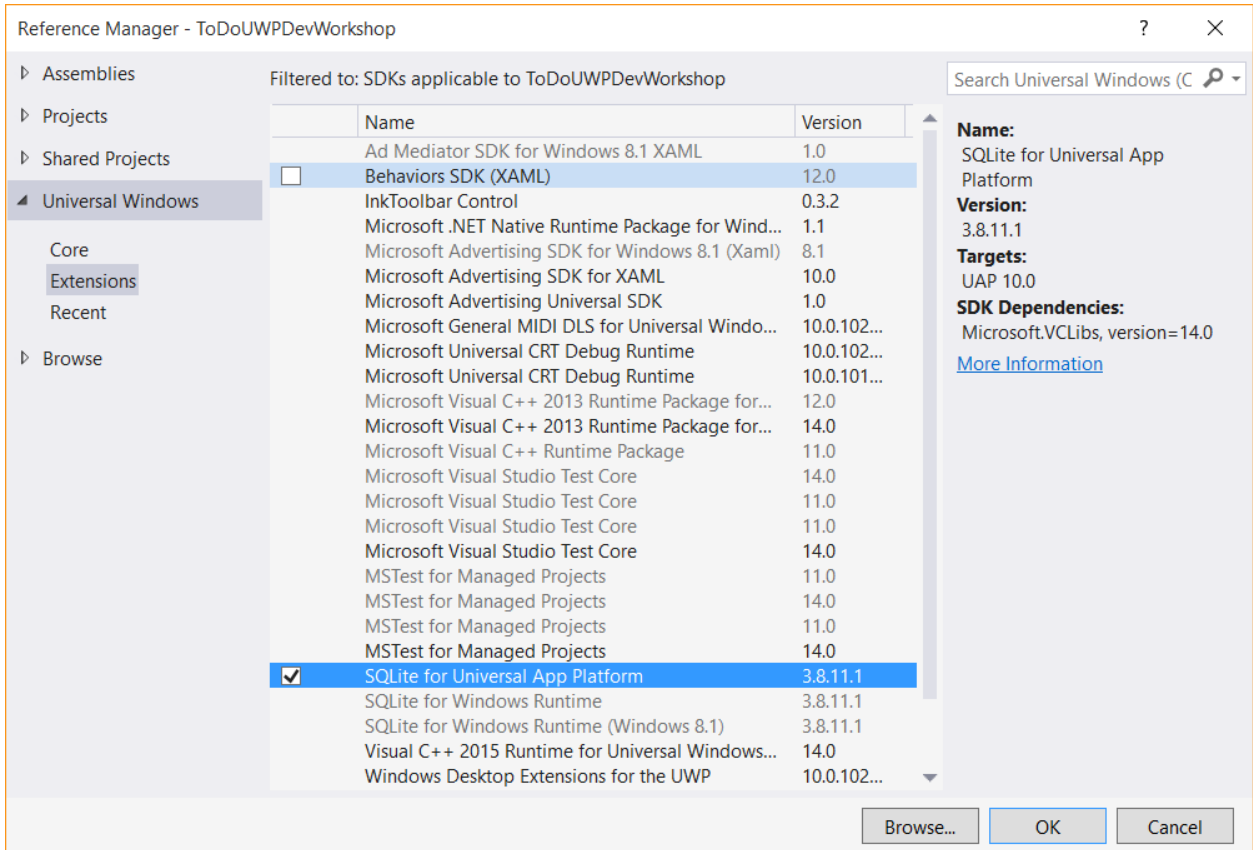 Reference Manager - ToDoUWPDevWorkshop
?
Assemblies
Projects
Shared Projects
Universal Windows
Core
Extensions
Recent
Browse
Filtered to: SDKs applicable to ToDoUWPDevWorkshop
Search Universal Windows (C
Name Version
Ad Mediator SDK for Windows 8.1 XAML 1.0
Behaviors SDK (XAML) 12.0
InkToolbar Control 0.3.2
Microsoft .NET Native Runtime Package for Wind... 1.1
Microsoft Advertising SDK for Windows 8.1 (Xaml) 8.1
Microsoft Advertising SDK for XAML 10.0
Microsoft Advertising Universal SDK 1.0
Microsoft General MIDI DLS for Universal Windo... 10.0.102...
Microsoft Universal CRT Debug Runtime 10.0.102...
Microsoft Universal CRT Debug Runtime 10.0.101...
Microsoft Visual C++ 2013 Runtime Package for... 12.0
Microsoft Visual C++ 2013 Runtime Package for... 14.0
Microsoft Visual C++ Runtime Package 11.0
Microsoft Visual Studio Test Core 14.0
Microsoft Visual Studio Test Core 11.0
Microsoft Visual Studio Test Core 11.0
Microsoft Visual Studio Test Core 14.0
MSTest for Managed Projects 11.0
MSTest for Managed Projects 14.0
MSTest for Managed Projects 11.0
MSTest for Managed Projects 14.0
SQLite for Universal App Platform 3.8.11.1
SQLite for Windows Runtime 3.8.11.1
SQLite for Windows Runtime (Windows 8.1) 3.8.11.1
Visual C++ 2015 Runtime for Universal Windows... 14.0
Windows Desktop Extensions for the UWP 10.0.102...
Name:
SQLite for Universal App
Platform
Version:
3.8.11.1
Targets:
UAP 10.0
SDK Dependencies:
Microsoft.VCLibs, version=14.0
More Information
Browse...
OK
Cancel